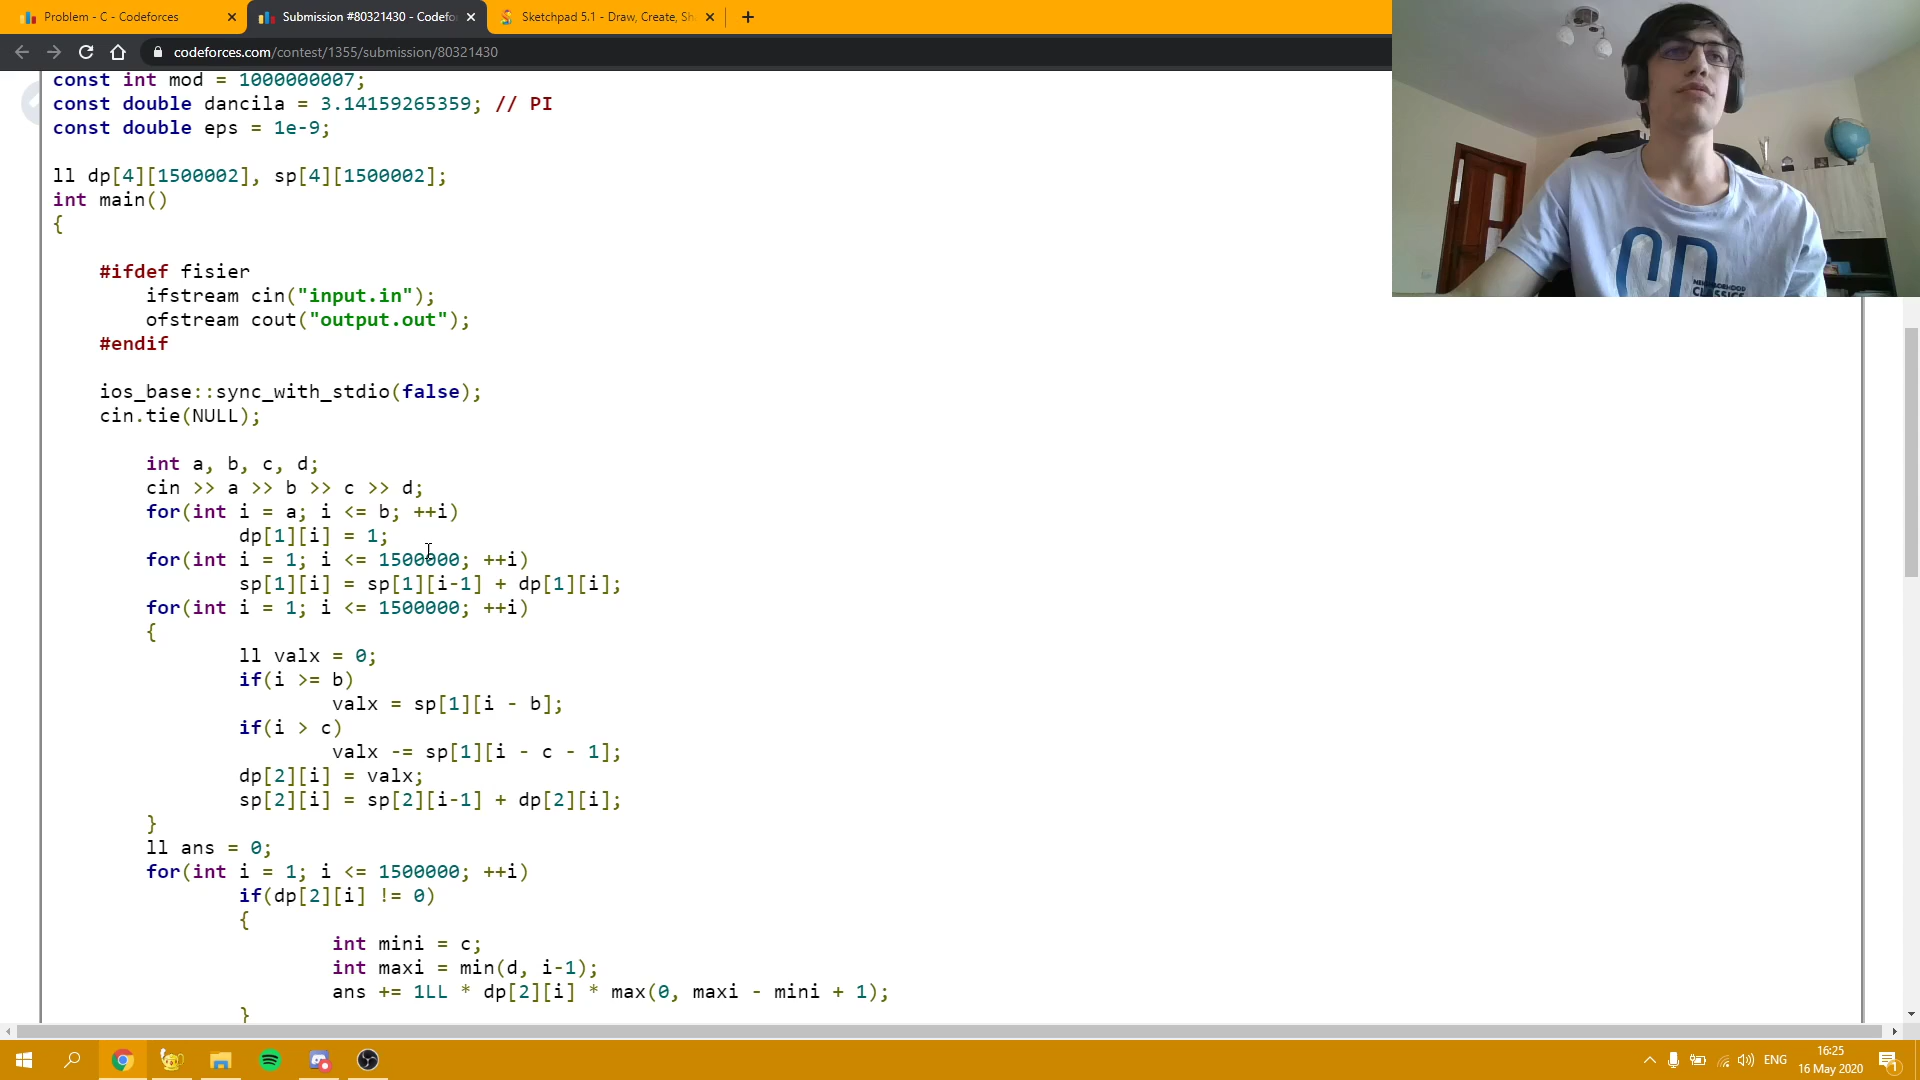 Problem - C - Codeforces
Submission #80321430 - Codefo
Sketchpad 5.1 - Draw, Create, Sh
codeforces.com/contest/1355/submission/80321430
const int mod = 1000000007;
const double dancila = 3.14159265359; // PI
const double eps = 1e-9;
ll dp[4][1500002], sp[4][1500002];
int main()
{
#ifdef fisier
ifstream cin("input.in");
ofstream cout("output.out");
#endif
ios_base::sync_with_stdio(false);
cin.tie(NULL);
int a, b, c, d;
cin >> a >> b >> c >> d;
for(int i = a; i <= b; ++i)
dp[1][i] = 1;
for(int i = 1; i <= 1500000; ++i)
sp[1][i] = sp[1][i-1] + dp[1][i];
for(int i = 1; i <= 1500000; ++i)
{
ll valx = 0;
if(i >= b)
valx = sp[1][i - b];
if(i > c)
valx -= sp[1][i - c - 1];
dp[2][i] = valx;
sp[2][i] = sp[2][i-1] + dp[2][i];
}
ll ans = 0;
for(int i = 1; i <= 1500000; ++i)
if(dp[2][i] != 0)
{
int mini = c;
int maxi = min(d, i-1);
ans += 1LL * dp[2][i] * max(0, maxi - mini + 1);
}
CLASSICS
ENG
16:25
16 May 2020
1